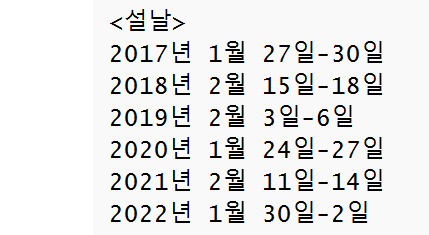 <설날>
2017년 1월 27일-30일
2018년 2월 15일-18일
2019년 2월 3일-6일
2020년 1월 24일-27일
2021년 2월 11일-14일
2022년 1월 30일-2일